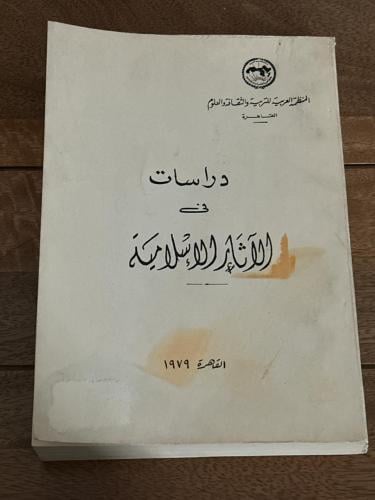 المنظمة العربية للتربية والثقافة والعلوم
القاهرة
دراسات
في
الآثار الإسلامية
القاهرة ١٩٧٩